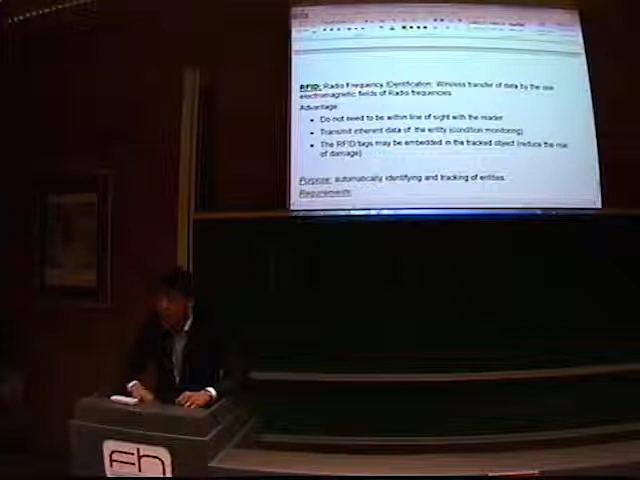 RFID: Radio Frequency IDentification: Wireless transfer of data by the use
electromagnetic fields of Radio frequencies
Advantage:
• Do not need to be within line of sight with the reader
• Transmit inherent data of the entity (condition monitoring)
• The RFID tags may be embedded in the tracked object (reduce the risk
of damage)
Purpose: automatically identifying and tracking of entities.
Requirements:
Fh